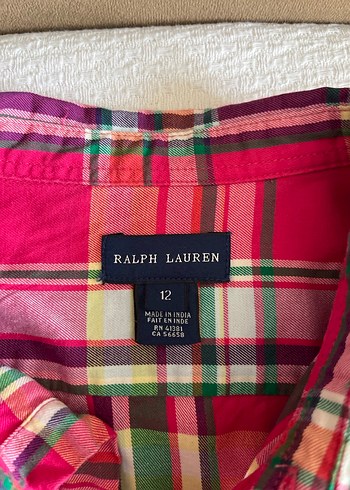 RALPH LAUREN
12
MADE IN INDIA
FAIT EN INDE
RN 41381
CA 56658